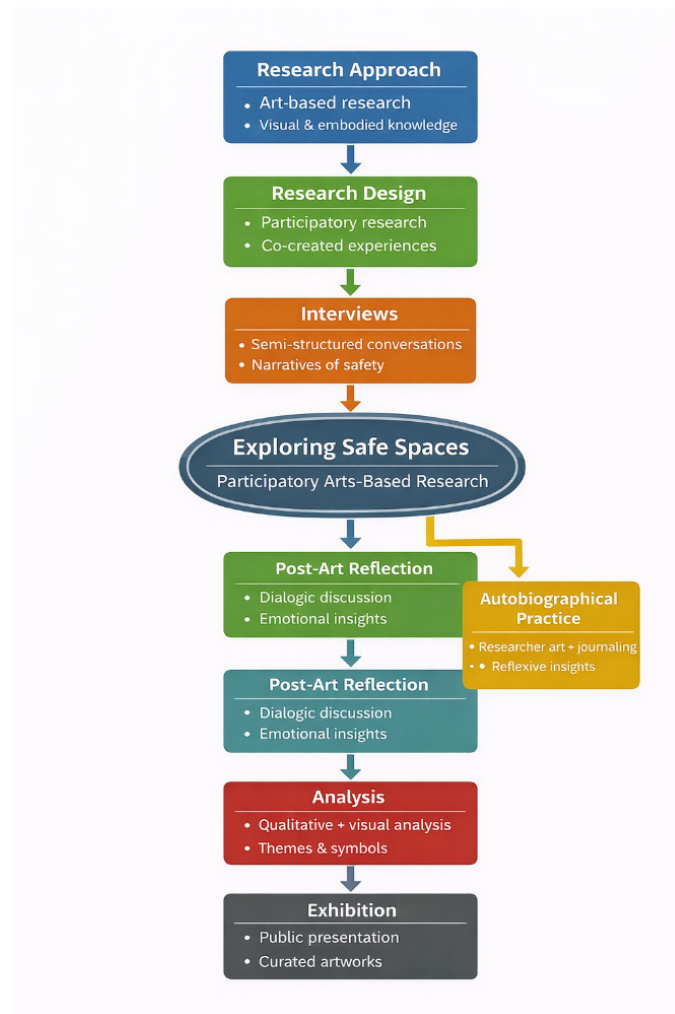 Research Approach
• Art-based research
• Visual & embodied knowledge
Research Design
• Participatory research
• Co-created experiences
Interviews
• Semi-structured conversations
• Narratives of safety
Exploring Safe Spaces
Participatory Arts-Based Research
Post-Art Reflection
• Dialogic discussion
• Emotional insights
Autobiographical
Practice
• Researcher art + journaling
• • Reflexive insights
Post-Art Reflection
• Dialogic discussion
• Emotional insights
Analysis
• Qualitative + visual analysis
• Themes & symbols
Exhibition
• Public presentation
• Curated artworks